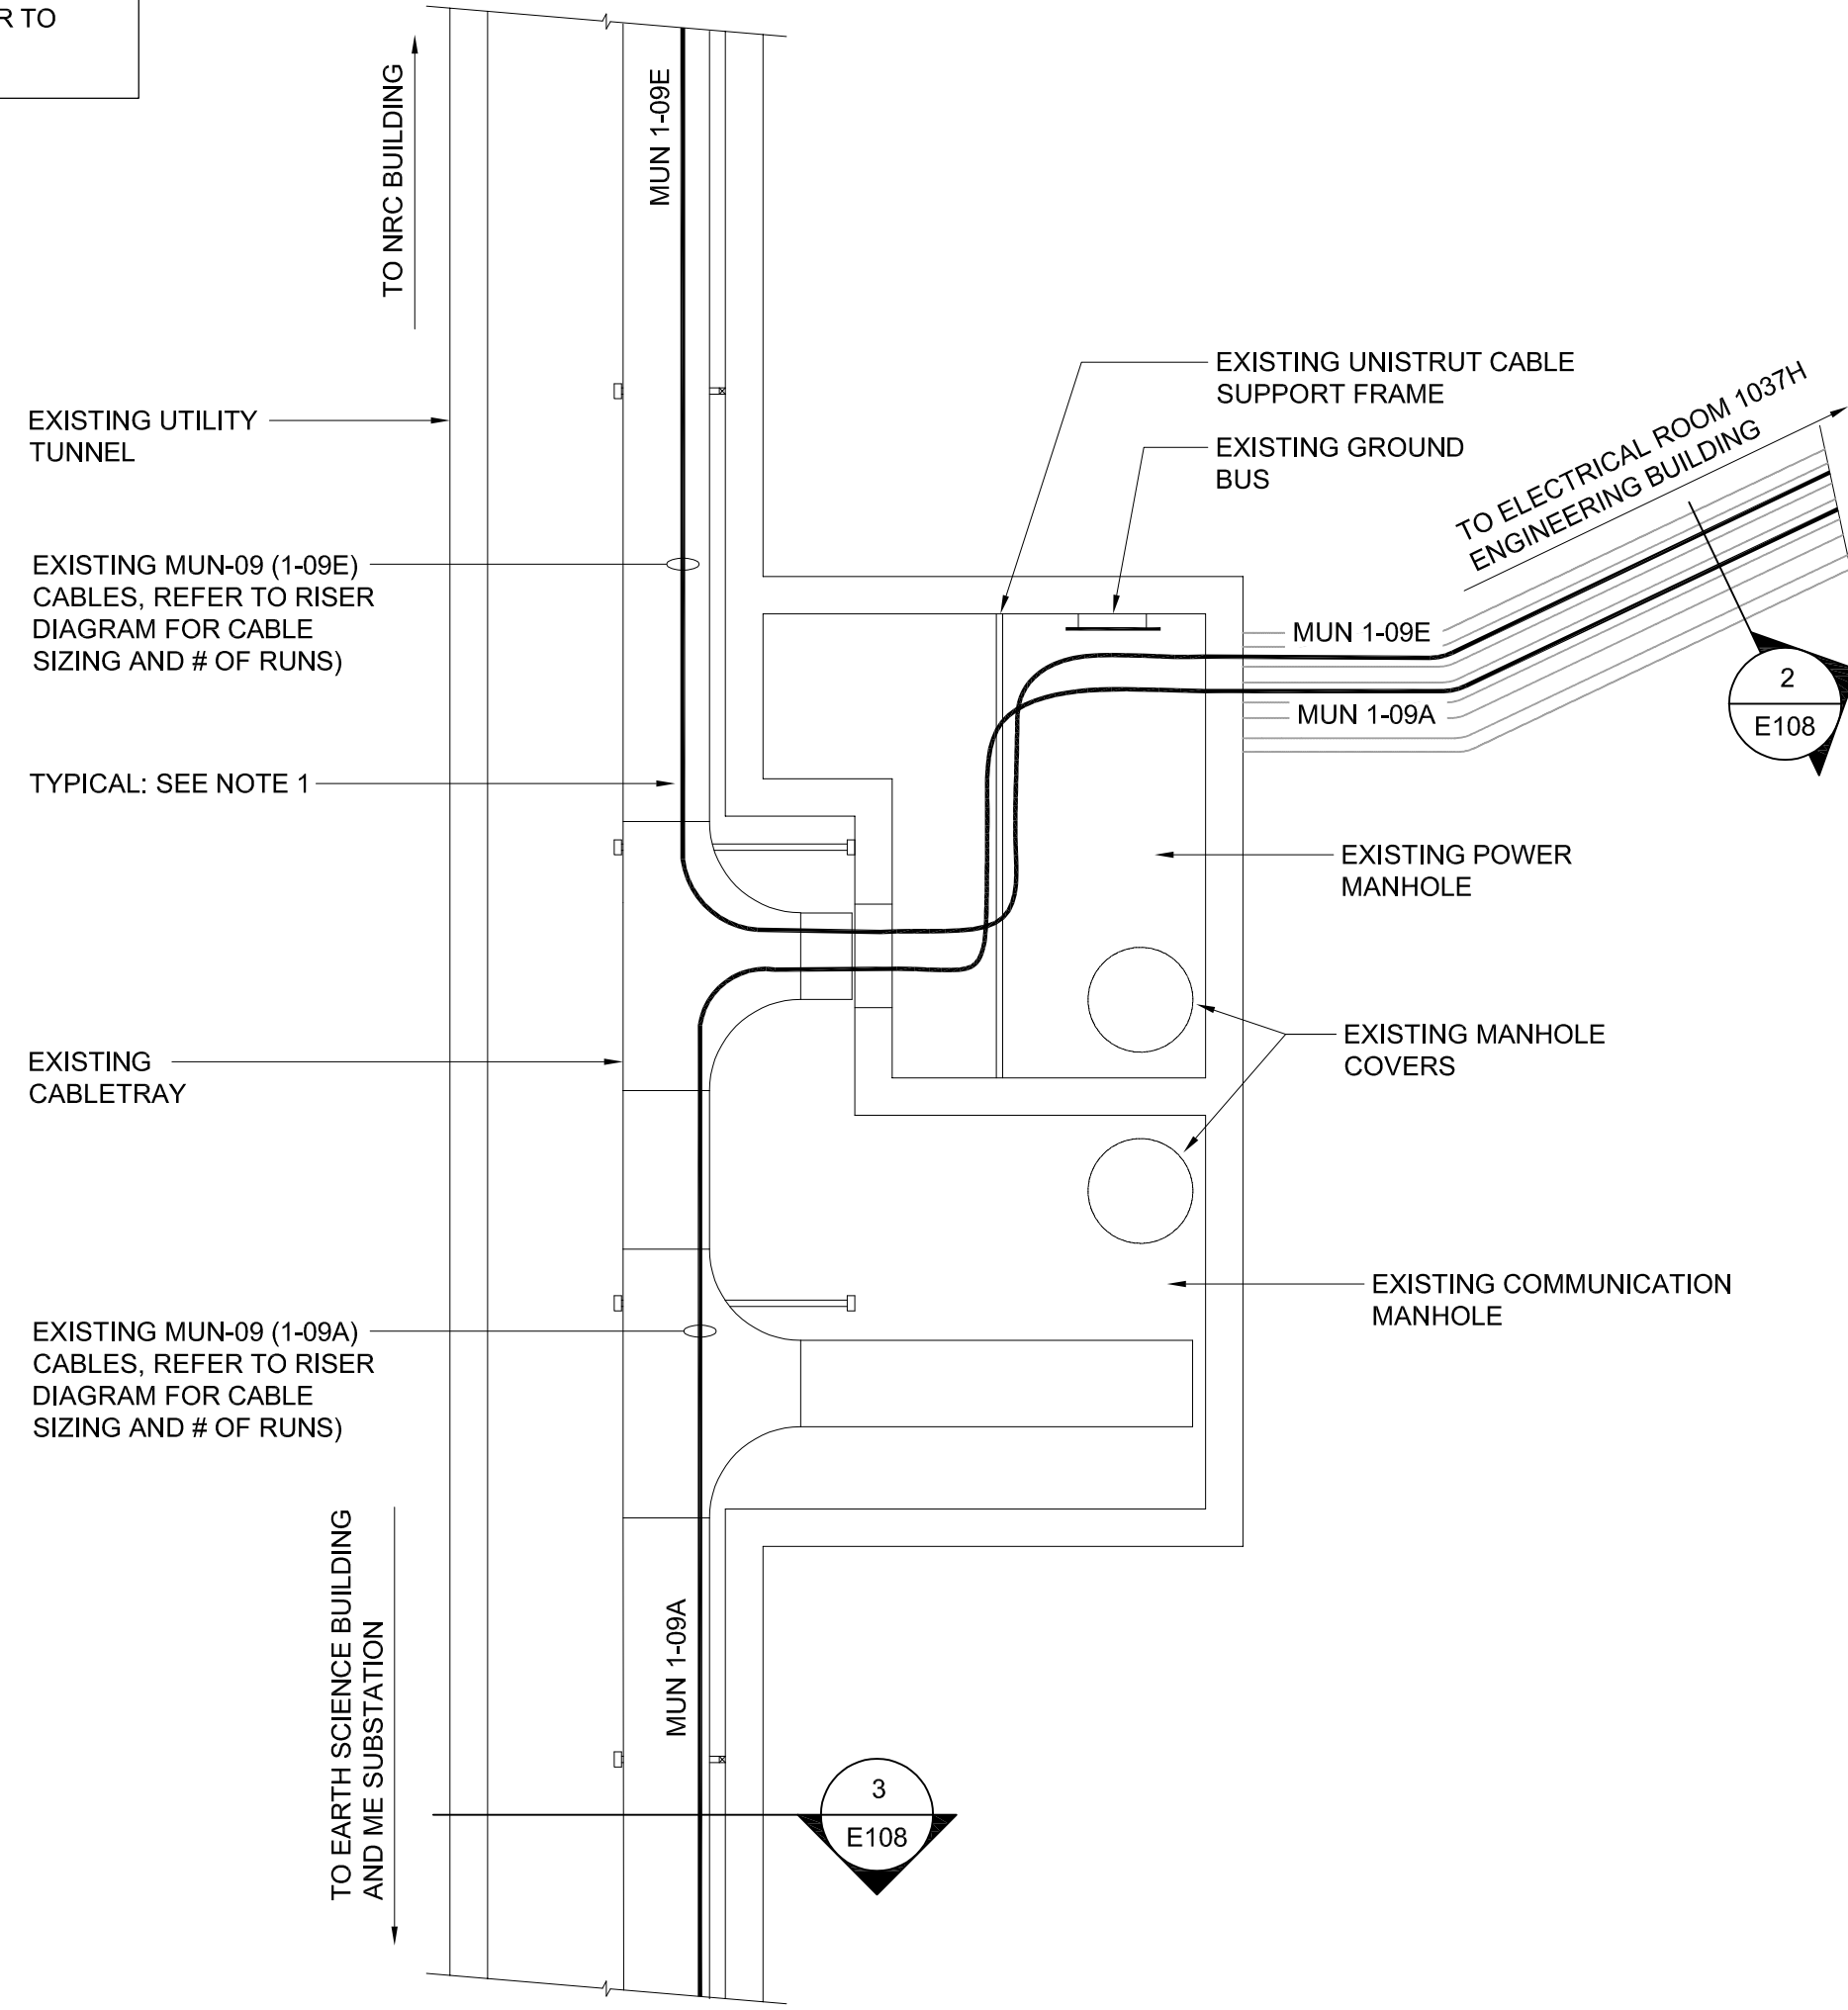 R TO
TO NRC BUILDING
MUN 1-09E
EXISTING UTILITY
TUNNEL
EXISTING UNISTRUT CABLE
SUPPORT FRAME
EXISTING GROUND
BUS
TO ELECTRICAL ROOM 1037H
ENGINEERING BUILDING
EXISTING MUN-09 (1-09E)
CABLES, REFER TO RISER
DIAGRAM FOR CABLE
SIZING AND # OF RUNS)
MUN 1-09E
MUN 1-09A
2
E108
TYPICAL: SEE NOTE 1
EXISTING POWER
MANHOLE
EXISTING
CABLETRAY
EXISTING MANHOLE
COVERS
EXISTING COMMUNICATION
MANHOLE
EXISTING MUN-09 (1-09A)
CABLES, REFER TO RISER
DIAGRAM FOR CABLE
SIZING AND # OF RUNS)
TO EARTH SCIENCE BUILDING
AND ME SUBSTATION
MUN 1-09A
3
E108